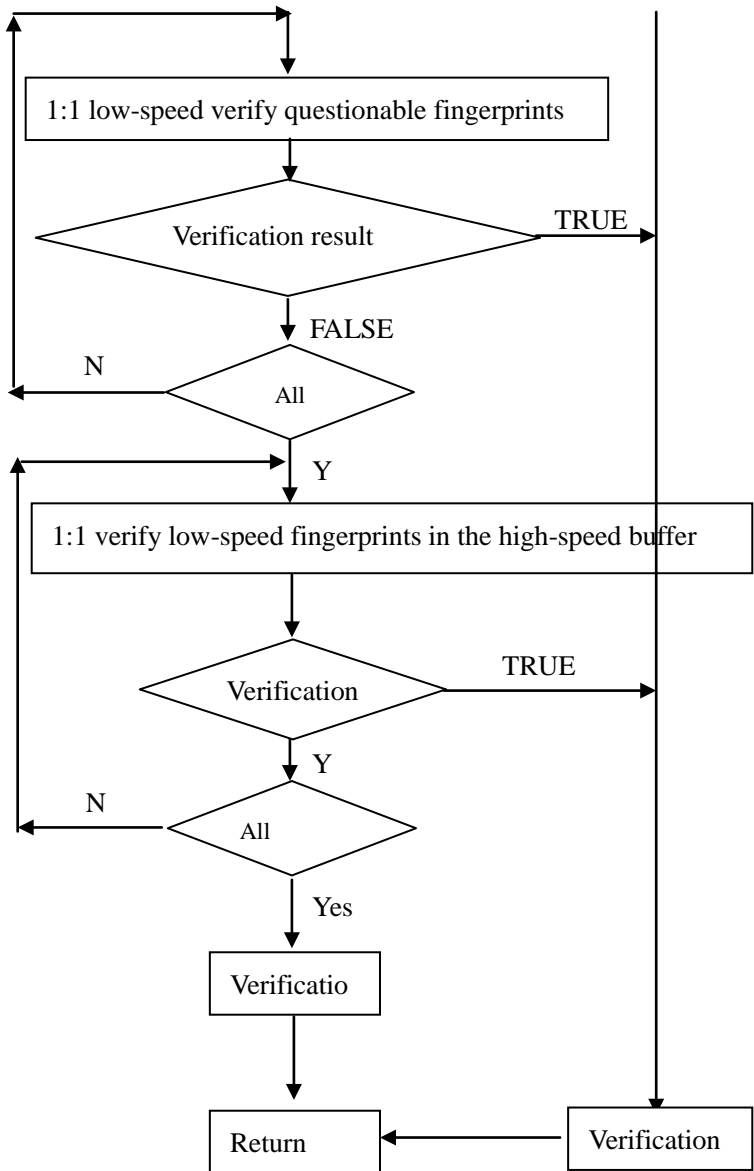 1:1 low-speed verify questionable fingerprints
Verification result
TRUE
FALSE
N
All
Y
1:1 verify low-speed fingerprints in the high-speed buffer
Verification
TRUE
Y
N
All
Yes
Verificatio
Return
Verification